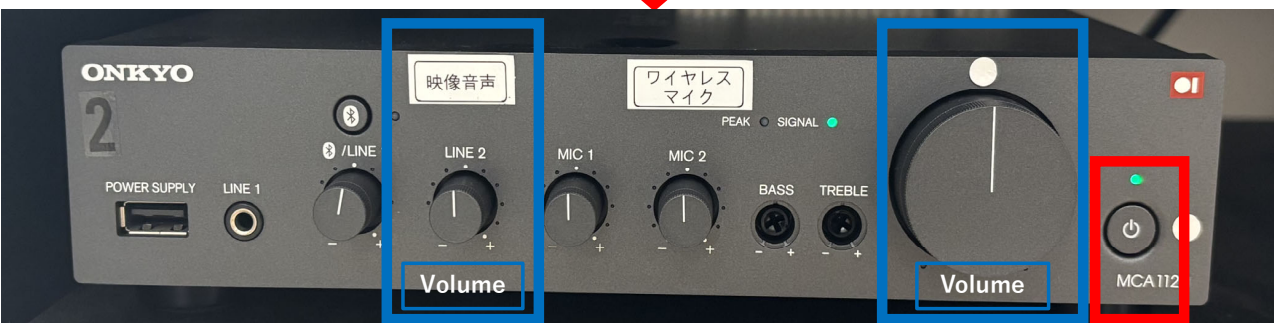 ONKYO
2
映像音声
ワイヤレス
マイク
PEAK
SIGNAL
/LINE
LINE 2
MIC 1
MIC 2
POWER SUPPLY
LINE 1
BASS
TREBLE
- +
- +
- +
- +
- +
- +
Volume
Volume
MCA112